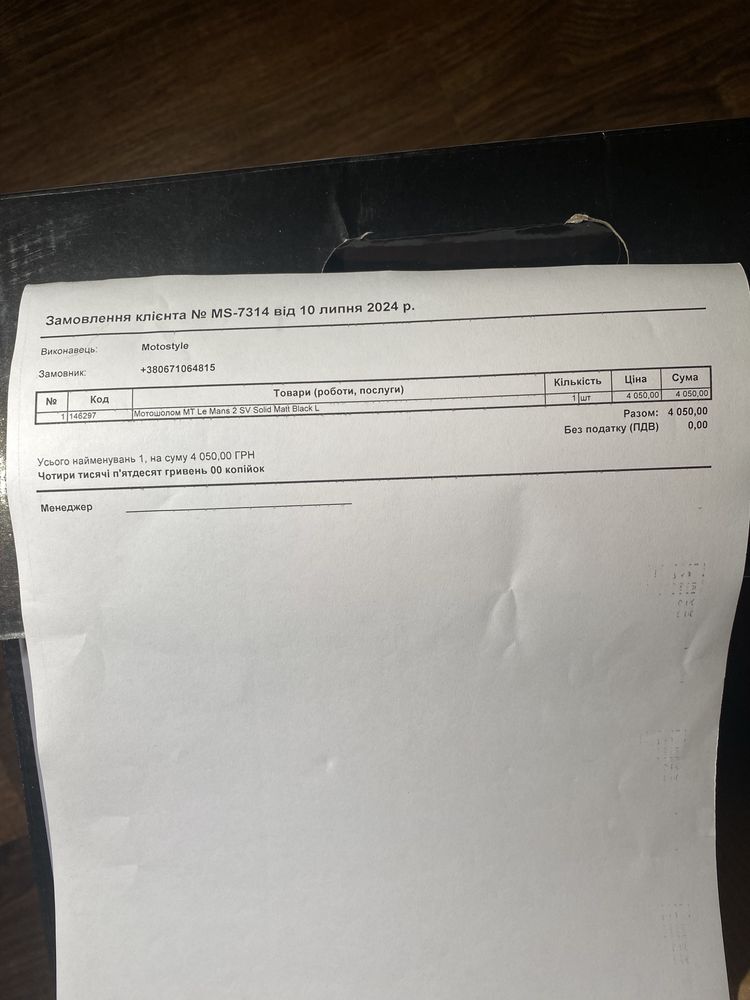 Замовлення клієнта № MS-7314 від 10 липня 2024 р.
Виконавець: Motostyle
Замовник: +380671064815
№ Код Товари (роботи, послуги) Кількість Ціна Сума
1 146297 Мотошолом MT Le Mans 2 SV Solid Matt Black L 1 шт 4 050,00 4 050,00
Разом: 4 050,00
Без податку (ПДВ) 0,00
Усього найменувань 1, на суму 4 050,00 ГРН
Чотири тисячі п'ятдесят гривень 00 копійок
Менеджер